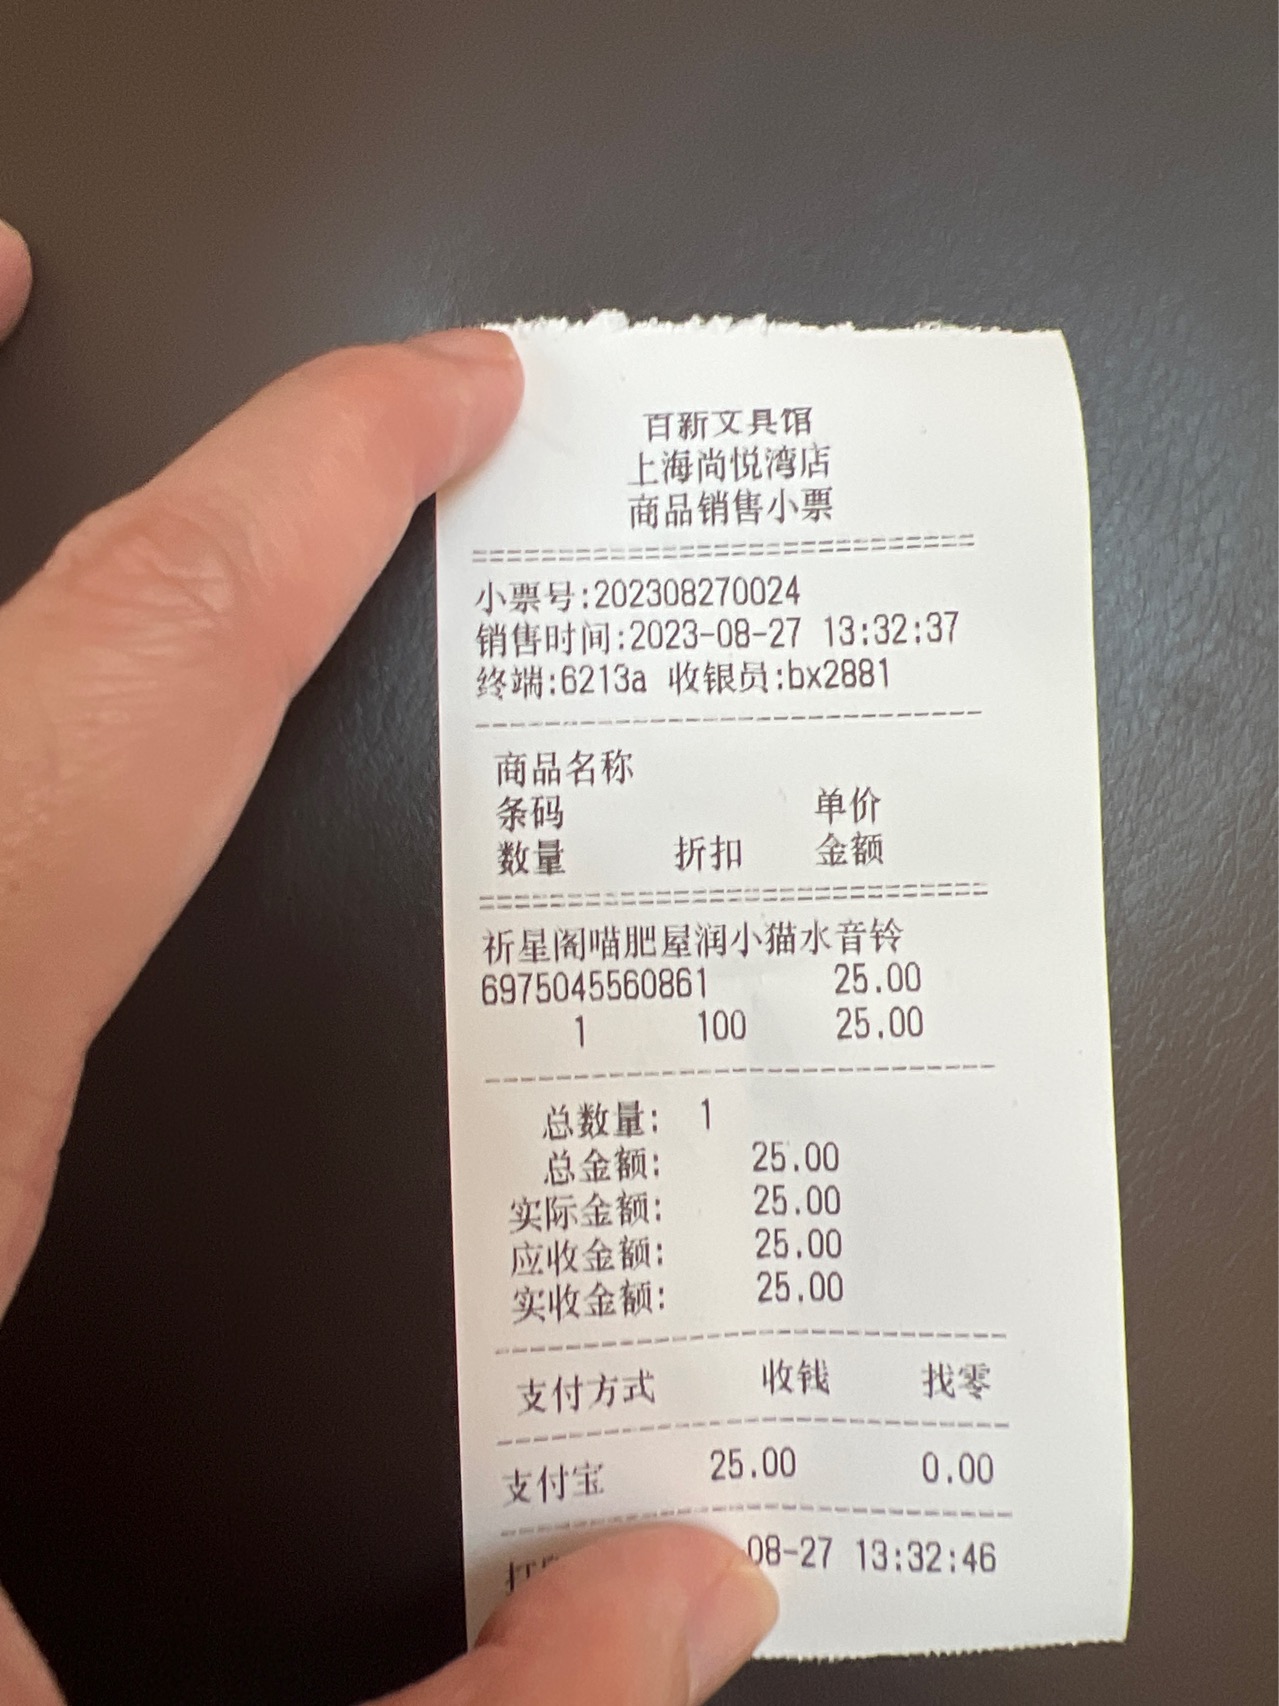 百新文具馆
上海尚悦湾店
商品销售小票
==============================
小票号:202308270024
销售时间:2023-08-27 13:32:37
终端:6213a 收银员:bx2881
------------------------------
商品名称
条码 单价
数量 折扣 金额
==============================
祈星阁喵肥屋润小猫水音铃
6975045560861 25.00
1 100 25.00
------------------------------
总数量: 1
总金额: 25.00
实际金额: 25.00
应收金额: 25.00
实收金额: 25.00
------------------------------
支付方式 收钱 找零
------------------------------
支付宝 25.00 0.00
------------------------------
08-27 13:32:46